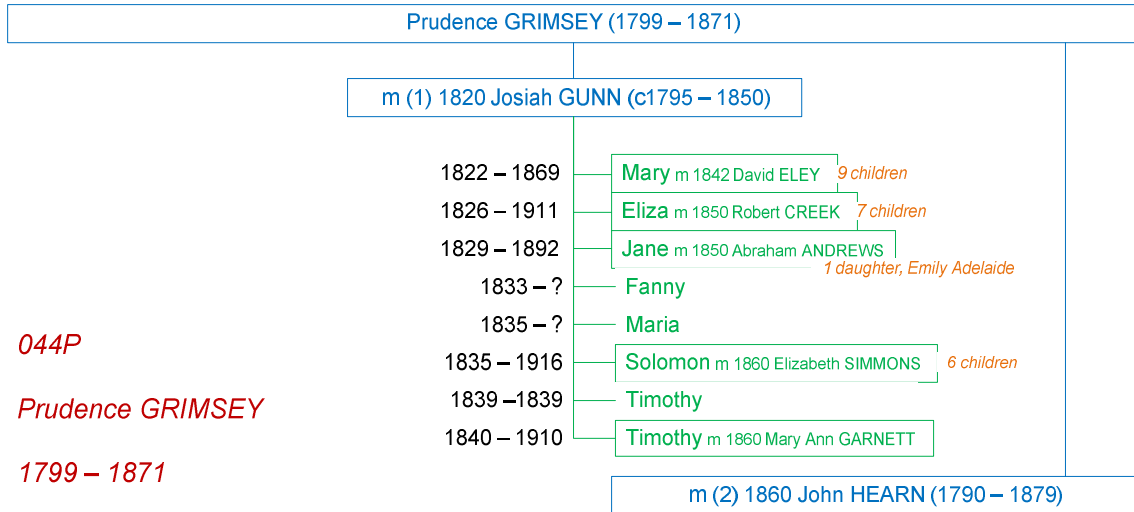 Prudence GRIMSEY (1799 – 1871)
m (1) 1820 Josiah GUNN (c1795 – 1850)
1822 – 1869 Mary m 1842 David ELEY 9 children
1826 – 1911 Eliza m 1850 Robert CREEK 7 children
1829 – 1892 Jane m 1850 Abraham ANDREWS
1 daughter, Emily Adelaide
1833 – ? Fanny
1835 – ? Maria
044P
1835 – 1916 Solomon m 1860 Elizabeth SIMMONS 6 children
1839 –1839 Timothy
Prudence GRIMSEY
1840 – 1910 Timothy m 1860 Mary Ann GARNETT
1799 – 1871
m (2) 1860 John HEARN (1790 – 1879)